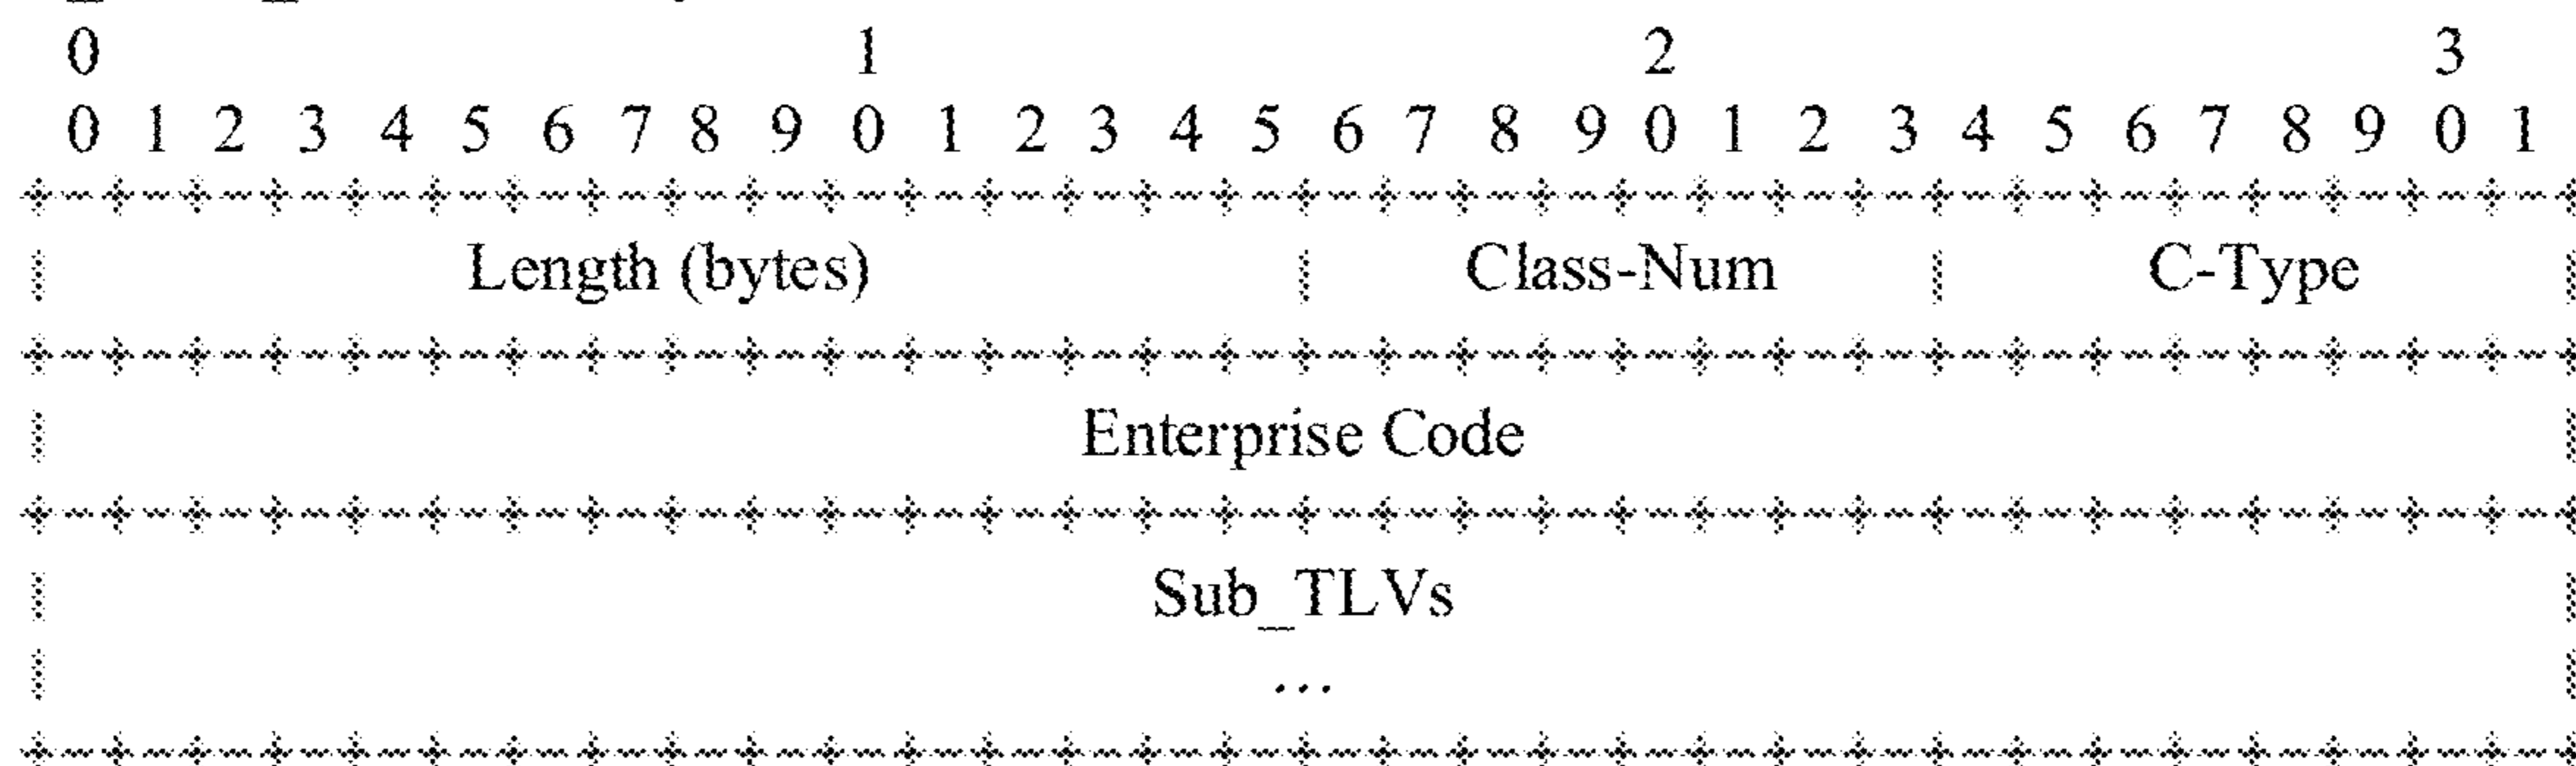 0 1 2 3
0 1 2 3 4 5 6 7 8 9 0 1 2 3 4 5 6 7 8 9 0 1 2 3 4 5 6 7 8 9 0 1
Length (bytes) Class-Num C-Type
Enterprise Code
Sub_TLVs
...